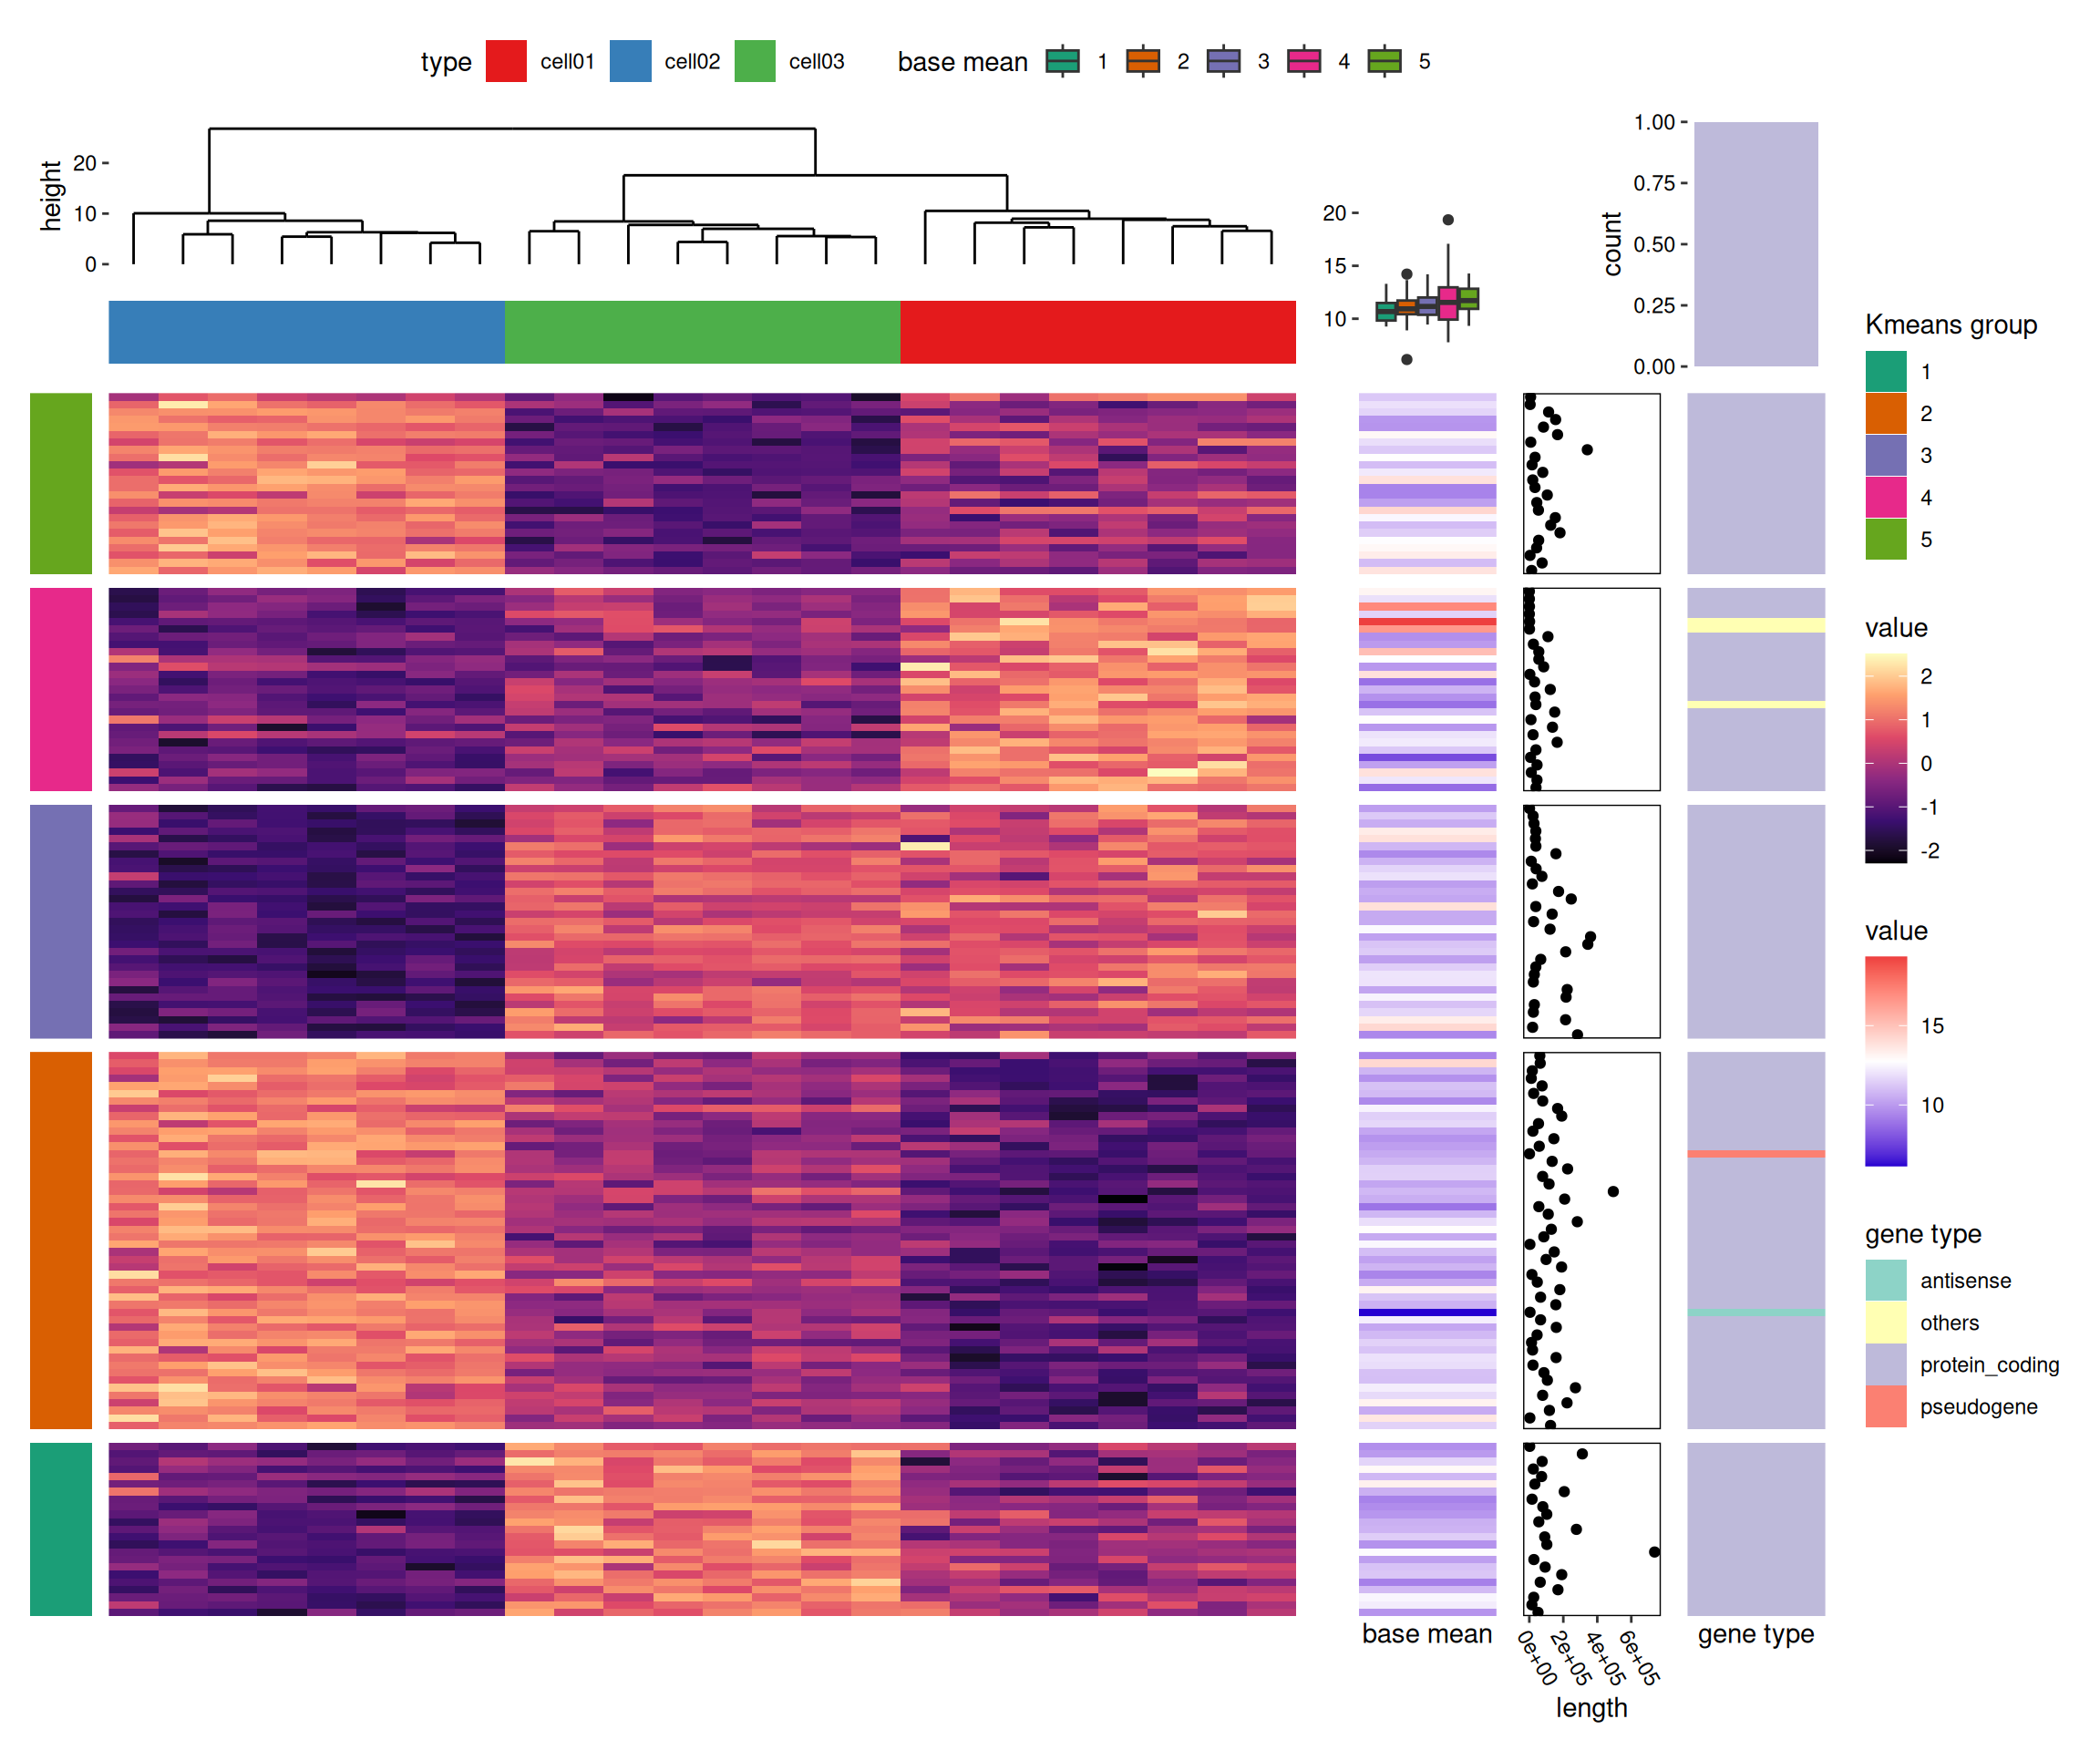 type cell01 cell02 cell03 base mean 1 2 3 4 5
height
20
10
0
20
15
10
count
1.00
0.75
0.50
0.25
0.00
Kmeans group
1
2
3
4
5
value
2
1
0
-1
-2
value
15
10
gene type
antisense
others
protein_coding
pseudogene
base mean
0e+00
2e+05
4e+05
6e+05
length
gene type